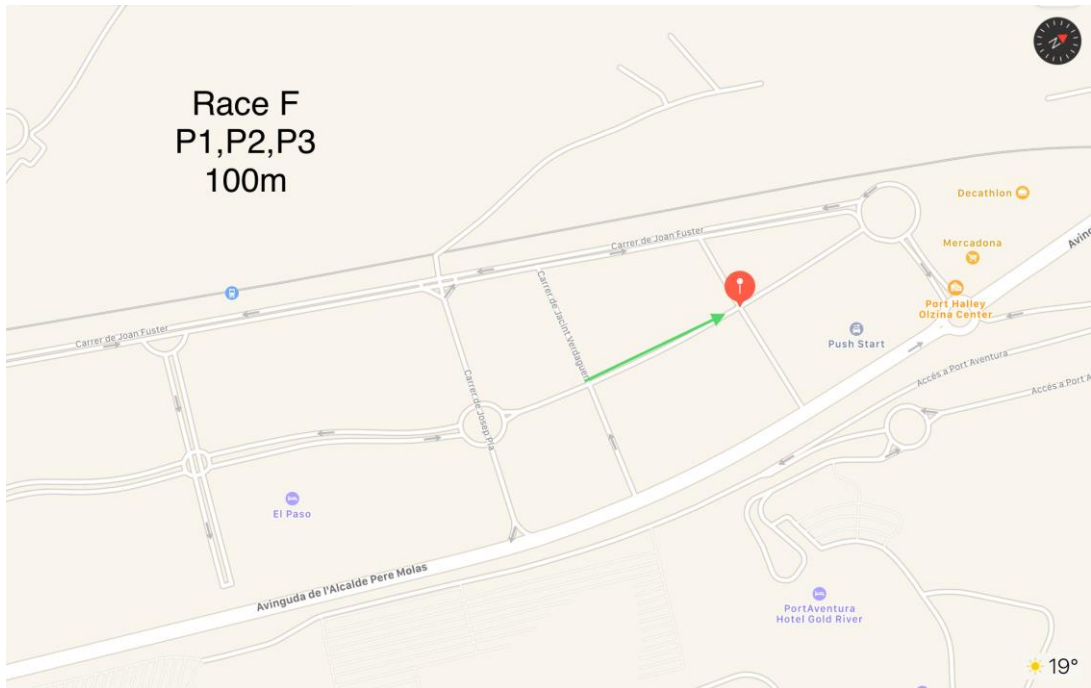 Race F
P1,P2,P3
100m
N
Decathlon
Mercadona
Carrer de Joan Fuster
Port Halley
Olzina Center
Push Start
Carrer de Jacint Verdaguer
Carrer de Joan Fuster
Accés a Port Aventura
Accés a Port A
Carrer de Josep Pla
El Paso
Avinguda de l'Alcalde Pere Molas
PortAventura
Hotel Gold River
19°